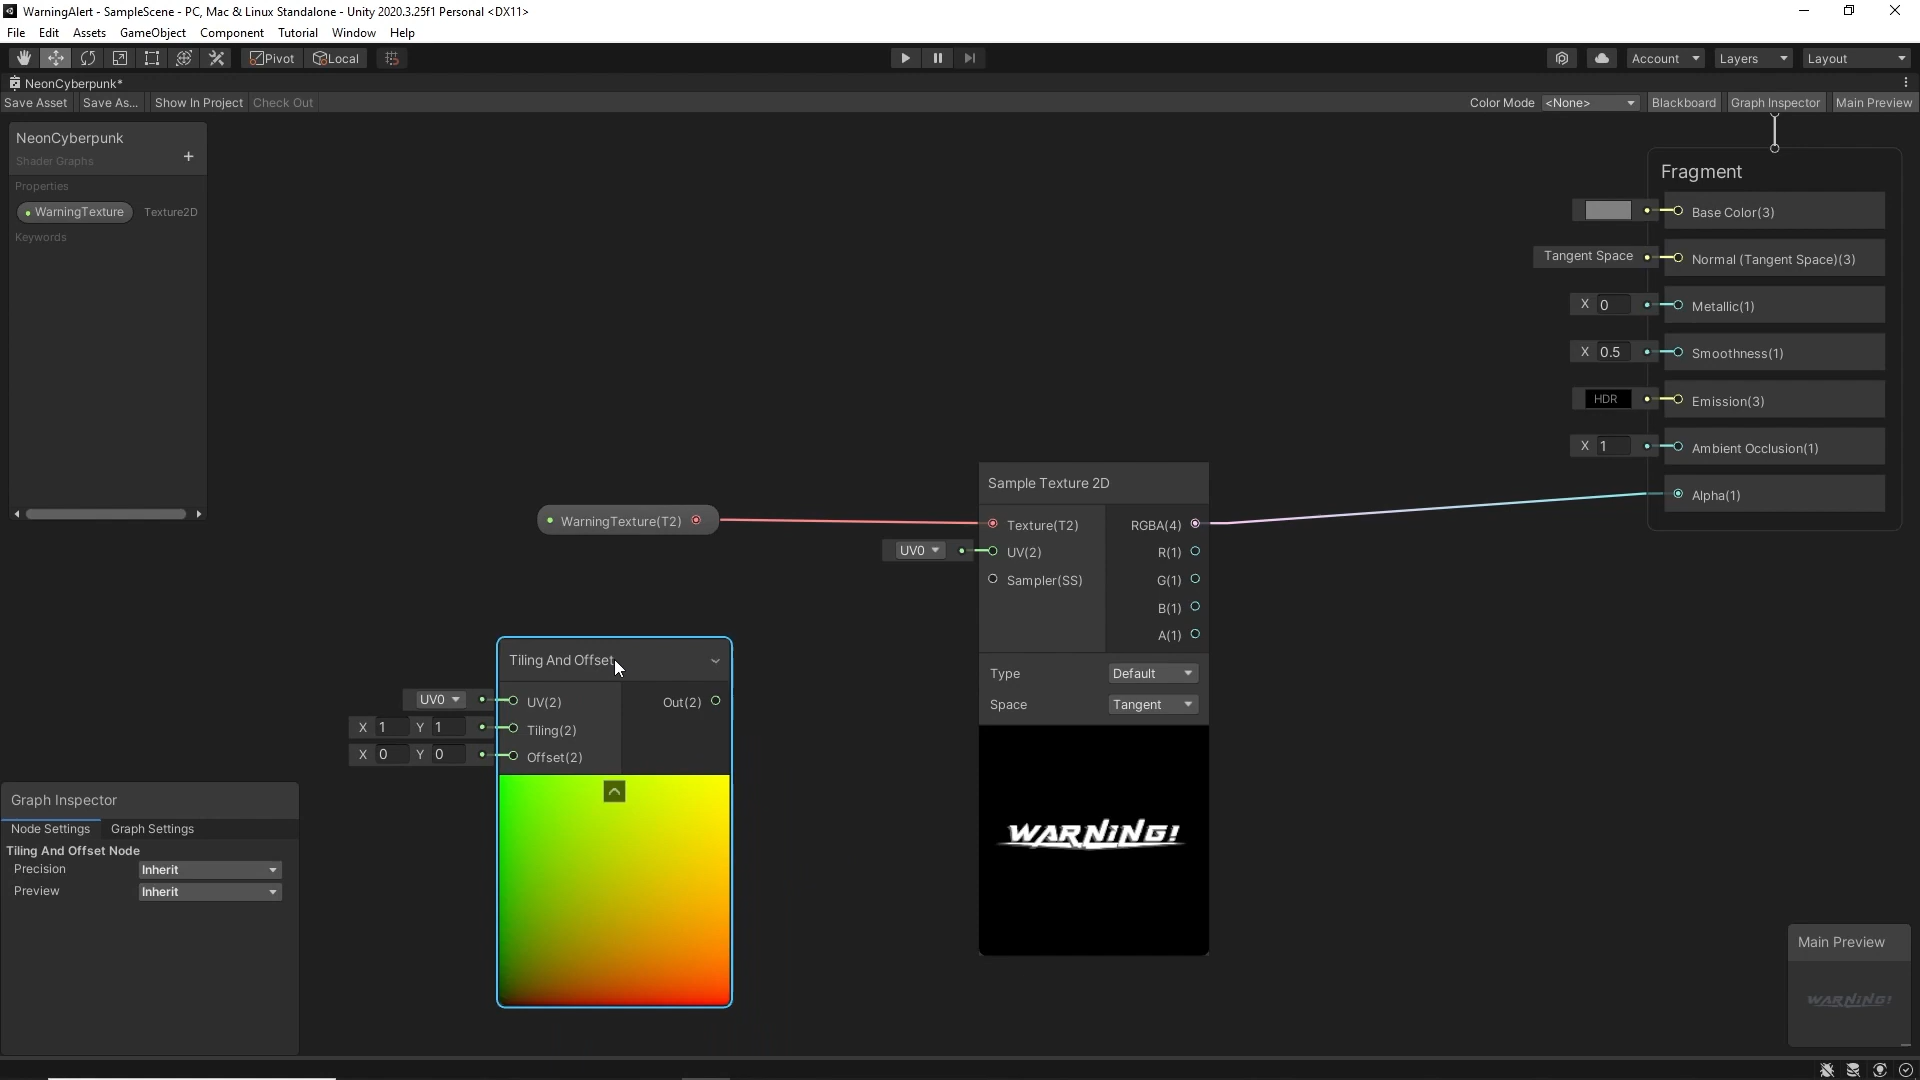 WarningAlert - SampleScene - PC, Mac & Linux Standalone - Unity 2020.3.25f1 Personal <DX11>
File Edit Assets GameObject Component Tutorial Window Help
Pivot Local Account Layers Layout
NeonCyberpunk*
Save Asset Save As... Show In Project Check Out Color Mode <None> Blackboard Graph Inspector Main Preview
NeonCyberpunk
Shader Graphs
+
Properties
WarningTexture Texture2D
Keywords
Fragment
Base Color(3)
Tangent Space Normal (Tangent Space)(3)
X 0 Metallic(1)
X 0.5 Smoothness(1)
HDR Emission(3)
X 1 Ambient Occlusion(1)
Alpha(1)
WarningTexture(T2)
Sample Texture 2D
Texture(T2) RGBA(4)
UV0 UV(2) R(1)
Sampler(SS) G(1)
B(1)
A(1)
Type Default
Space Tangent
WARNING!
Tiling And Offset
UV0 UV(2) Out(2)
X 1 Y 1 Tiling(2)
X 0 Y 0 Offset(2)
Graph Inspector
Node Settings Graph Settings
Tiling And Offset Node
Precision Inherit
Preview Inherit
Main Preview
WARNING!